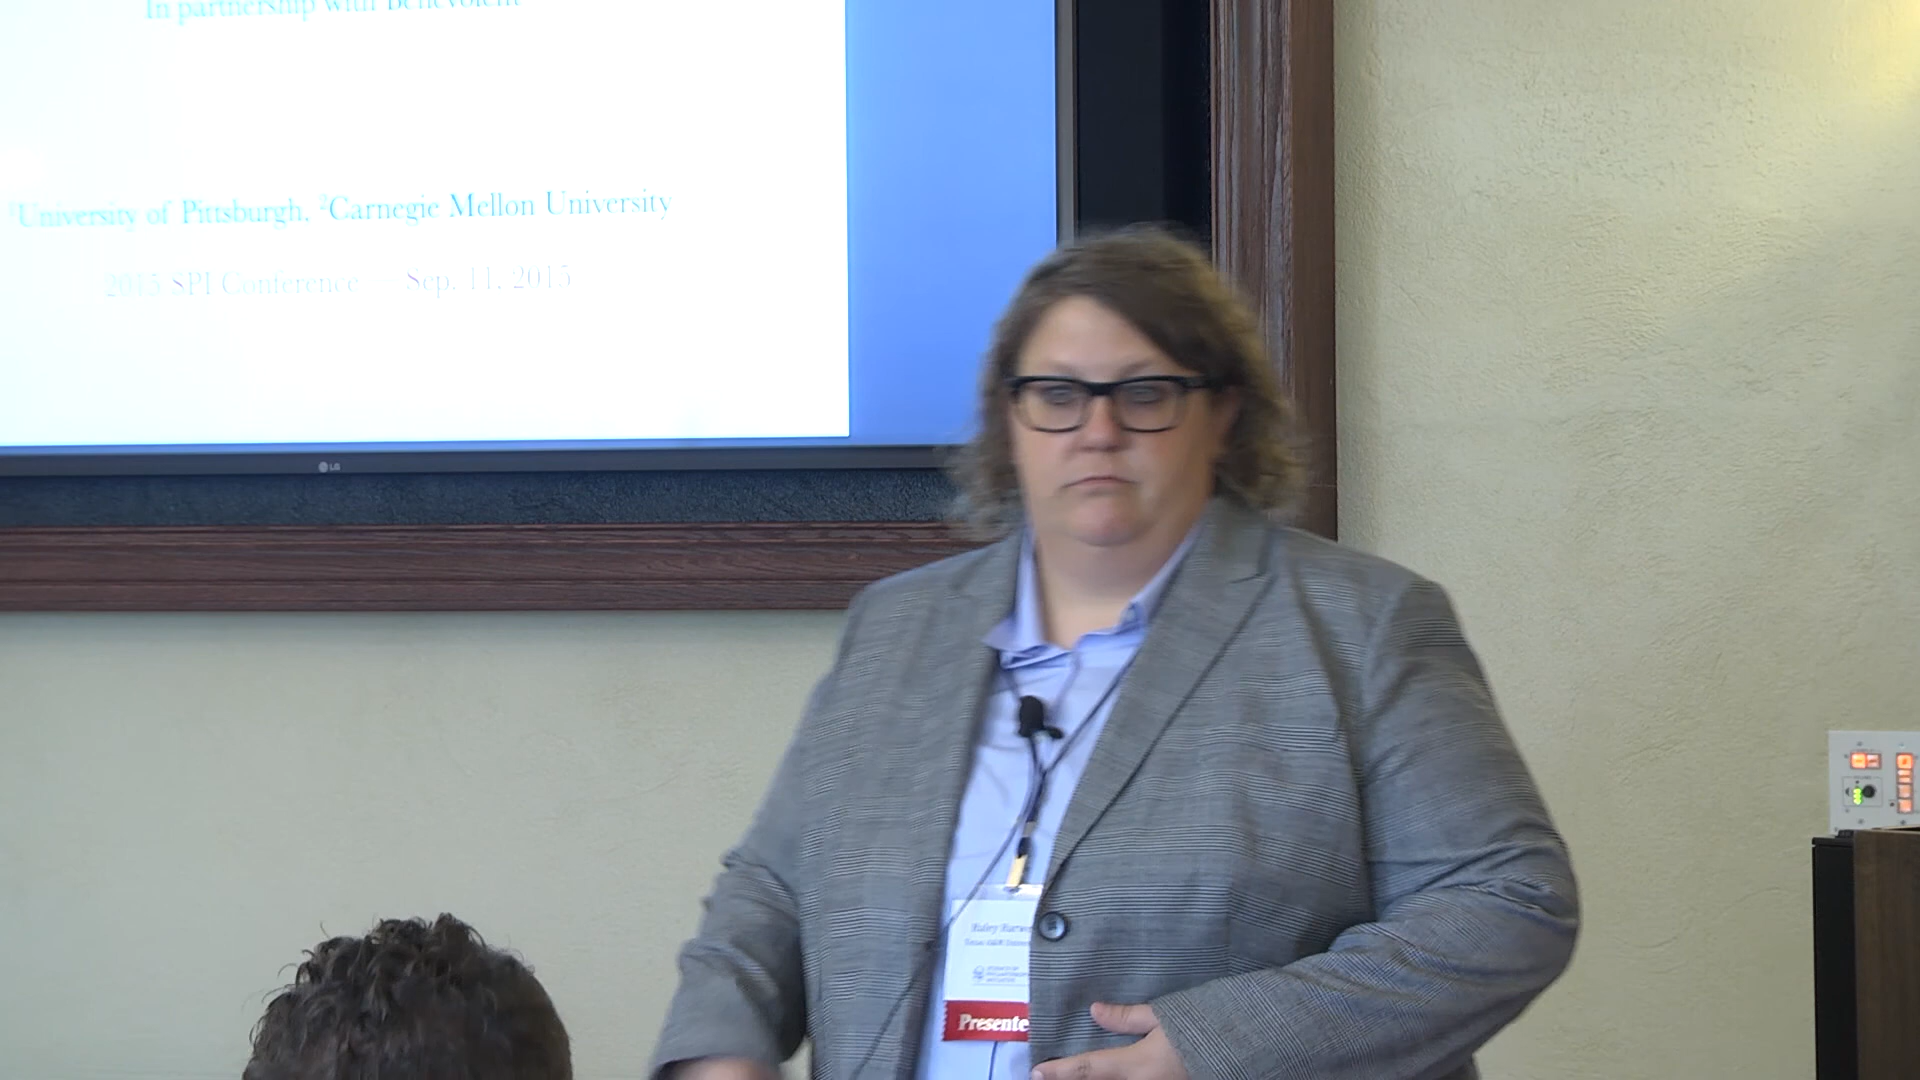 In partnership with Benevolent
¹University of Pittsburgh, ²Carnegie Mellon University
2015 SPI Conference — Sep. 11, 2015
LG
Presente